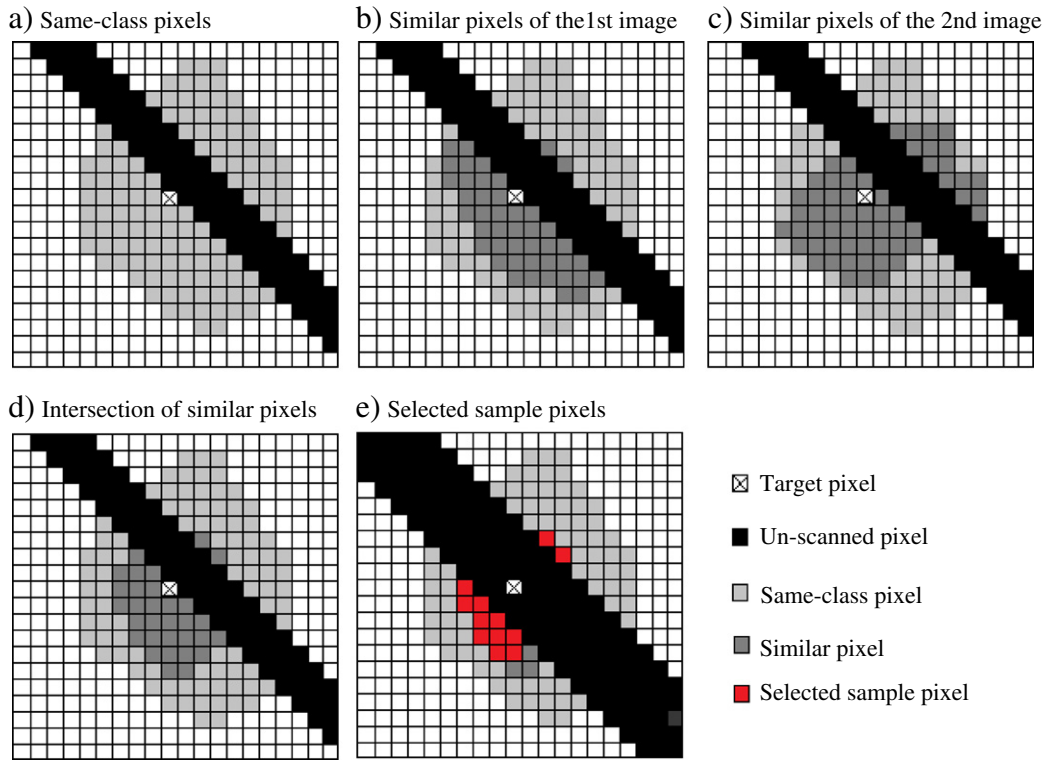 a) Same-class pixels
b) Similar pixels of the1st image
c) Similar pixels of the 2nd image
d) Intersection of similar pixels
e) Selected sample pixels
Target pixel
Un-scanned pixel
Same-class pixel
Similar pixel
Selected sample pixel